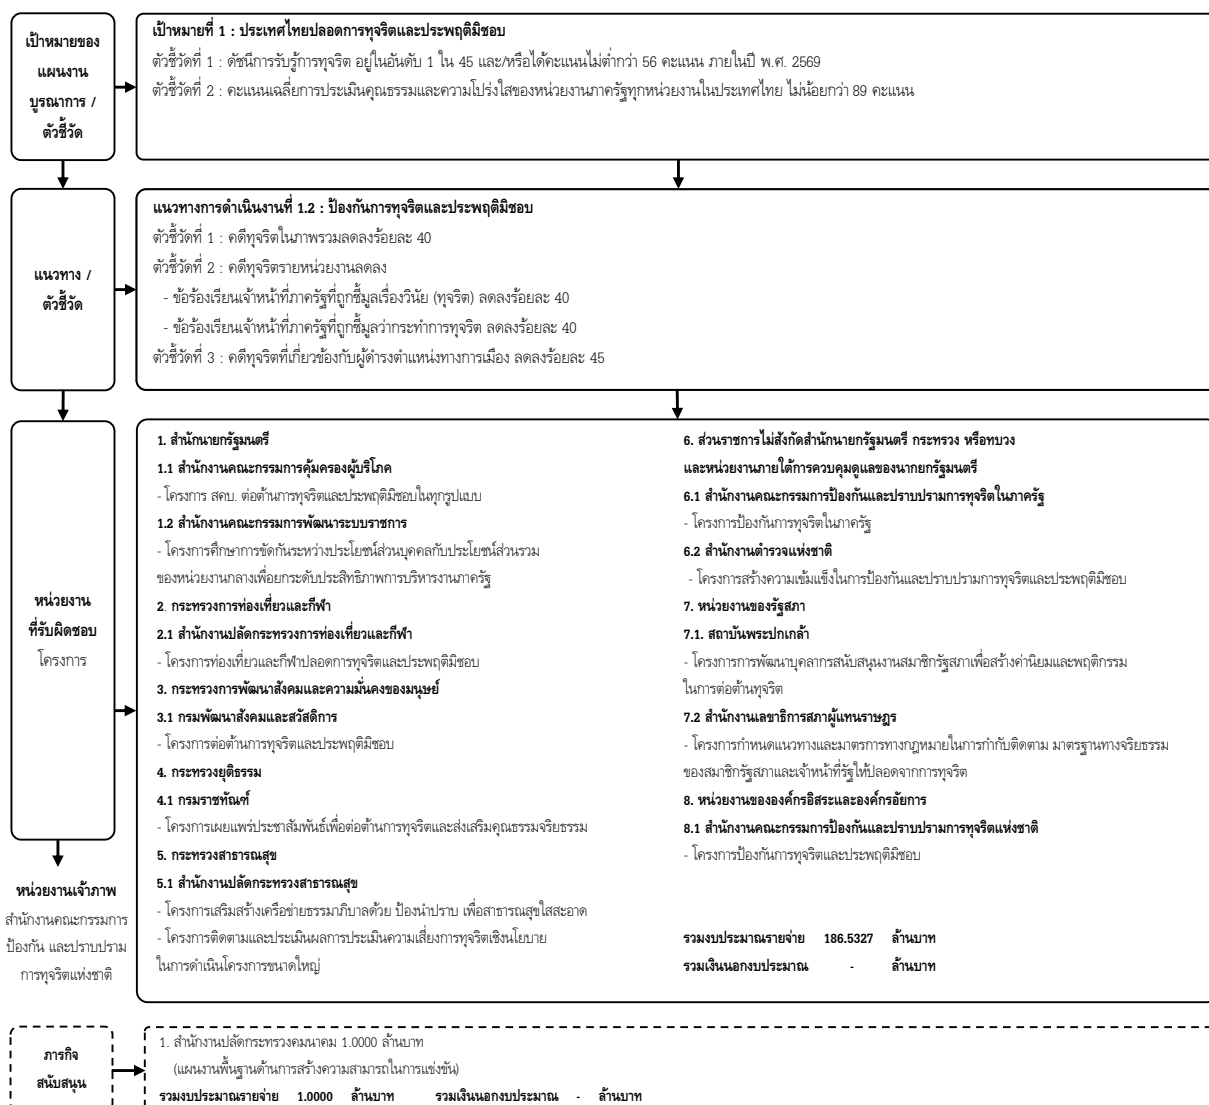 เป้าหมายของ
แผนงาน
บูรณาการ /
ตัวชี้วัด
เป้าหมายที่ 1 : ประเทศไทยปลอดการทุจริตและประพฤติมิชอบ
ตัวชี้วัดที่ 1 : ดัชนีการรับรู้การทุจริต อยู่ในอันดับ 1 ใน 45 และ/หรือได้คะแนนไม่ต่ำกว่า 56 คะแนน ภายในปี พ.ศ. 2569
ตัวชี้วัดที่ 2 : คะแนนเฉลี่ยการประเมินคุณธรรมและความโปร่งใสของหน่วยงานภาครัฐทุกหน่วยงานในประเทศไทย ไม่น้อยกว่า 89 คะแนน
แนวทาง /
ตัวชี้วัด
แนวทางการดำเนินงานที่ 1.2 : ป้องกันการทุจริตและประพฤติมิชอบ
ตัวชี้วัดที่ 1 : คดีทุจริตในภาพรวมลดลงร้อยละ 40
ตัวชี้วัดที่ 2 : คดีทุจริตรายหน่วยงานลดลง
- ข้อร้องเรียนเจ้าหน้าที่ภาครัฐที่ถูกชี้มูลเรื่องวินัย (ทุจริต) ลดลงร้อยละ 40
- ข้อร้องเรียนเจ้าหน้าที่ภาครัฐที่ถูกชี้มูลว่ากระทำการทุจริต ลดลงร้อยละ 40
ตัวชี้วัดที่ 3 : คดีทุจริตที่เกี่ยวข้องกับผู้ดำรงตำแหน่งทางการเมือง ลดลงร้อยละ 45
หน่วยงาน
ที่รับผิดชอบ
โครงการ
1. สำนักนายกรัฐมนตรี
1.1 สำนักงานคณะกรรมการคุ้มครองผู้บริโภค
- โครงการ สคบ. ต่อต้านการทุจริตและประพฤติมิชอบในทุกรูปแบบ
1.2 สำนักงานคณะกรรมการพัฒนาระบบราชการ
- โครงการศึกษาการขัดกันระหว่างประโยชน์ส่วนบุคคลกับประโยชน์ส่วนรวม
ของหน่วยงานกลางเพื่อยกระดับประสิทธิภาพการบริหารงานภาครัฐ
2. กระทรวงการท่องเที่ยวและกีฬา
2.1 สำนักงานปลัดกระทรวงการท่องเที่ยวและกีฬา
- โครงการท่องเที่ยวและกีฬาปลอดการทุจริตและประพฤติมิชอบ
3. กระทรวงการพัฒนาสังคมและความมั่นคงของมนุษย์
3.1 กรมพัฒนาสังคมและสวัสดิการ
- โครงการต่อต้านการทุจริตและประพฤติมิชอบ
4. กระทรวงยุติธรรม
4.1 กรมราชทัณฑ์
- โครงการเผยแพร่ประชาสัมพันธ์เพื่อต่อต้านการทุจริตและส่งเสริมคุณธรรมจริยธรรม
5. กระทรวงสาธารณสุข
5.1 สำนักงานปลัดกระทรวงสาธารณสุข
- โครงการเสริมสร้างเครือข่ายธรรมาภิบาลด้วย ป้องนำปราบ เพื่อสาธารณสุขใสสะอาด
- โครงการติดตามและประเมินผลการประเมินความเสี่ยงการทุจริตเชิงนโยบาย
ในการดำเนินโครงการขนาดใหญ่
6. ส่วนราชการไม่สังกัดสำนักนายกรัฐมนตรี กระทรวง หรือทบวง
และหน่วยงานภายใต้การควบคุมดูแลของนากยกรัฐมนตรี
6.1 สำนักงานคณะกรรมการป้องกันและปราบปรามการทุจริตในภาครัฐ
- โครงการป้องกันการทุจริตในภาครัฐ
6.2 สำนักงานตำรวจแห่งชาติ
- โครงการสร้างความเข้มแข็งในการป้องกันและปราบปรามการทุจริตและประพฤติมิชอบ
7. หน่วยงานของรัฐสภา
7.1. สถาบันพระปกเกล้า
- โครงการการพัฒนาบุคลากรสนับสนุนงานสมาชิกรัฐสภาเพื่อสร้างค่านิยมและพฤติกรรม
ในการต่อต้านทุจริต
7.2 สำนักงานเลขาธิการสภาผู้แทนราษฎร
- โครงการกำหนดแนวทางและมาตรการทางกฎหมายในการกำกับติดตาม มาตรฐานทางจริยธรรม
ของสมาชิกรัฐสภาและเจ้าหน้าที่รัฐให้ปลอดจากการทุจริต
8. หน่วยงานขององค์กรอิสระและองค์กรอัยการ
8.1 สำนักงานคณะกรรมการป้องกันและปราบปรามการทุจริตแห่งชาติ
- โครงการป้องกันการทุจริตและประพฤติมิชอบ
รวมงบประมาณรายจ่าย 186.5327 ล้านบาท
รวมเงินนอกงบประมาณ - ล้านบาท
หน่วยงานเจ้าภาพ
สำนักงานคณะกรรมการ
ป้องกัน และปราบปราม
การทุจริตแห่งชาติ
ภารกิจ
สนับสนุน
1. สำนักงานปลัดกระทรวงคมนาคม 1.0000 ล้านบาท
(แผนงานพื้นฐานด้านการสร้างความสามารถในการแข่งขัน)
รวมงบประมาณรายจ่าย 1.0000 ล้านบาท รวมเงินนอกงบประมาณ - ล้านบาท